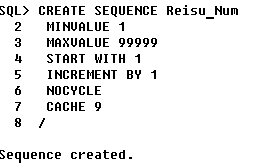 SQL> CREATE SEQUENCE Reisu_Num
2 MINVALUE 1
3 MAXVALUE 99999
4 START WITH 1
5 INCREMENT BY 1
6 NOCYCLE
7 CACHE 9
8 /
Sequence created.